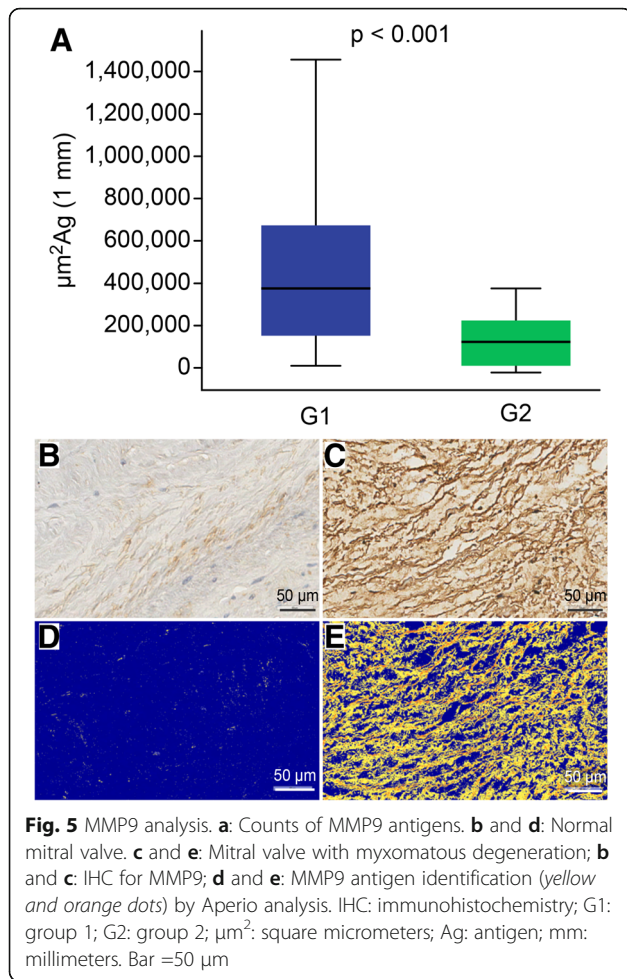 A
p < 0.001
µm²Ag (1 mm)
1,400,000
1,200,000
1,000,000
800,000
600,000
400,000
200,000
0
G1
G2
B
50 µm
C
50 µm
D
50 µm
E
50 µm
Fig. 5 MMP9 analysis. a: Counts of MMP9 antigens. b and d: Normal
mitral valve. c and e: Mitral valve with myxomatous degeneration; b
and c: IHC for MMP9; d and e: MMP9 antigen identification (yellow
and orange dots) by Aperio analysis. IHC: immunohistochemistry; G1:
group 1; G2: group 2; µm²: square micrometers; Ag: antigen; mm:
millimeters. Bar =50 µm